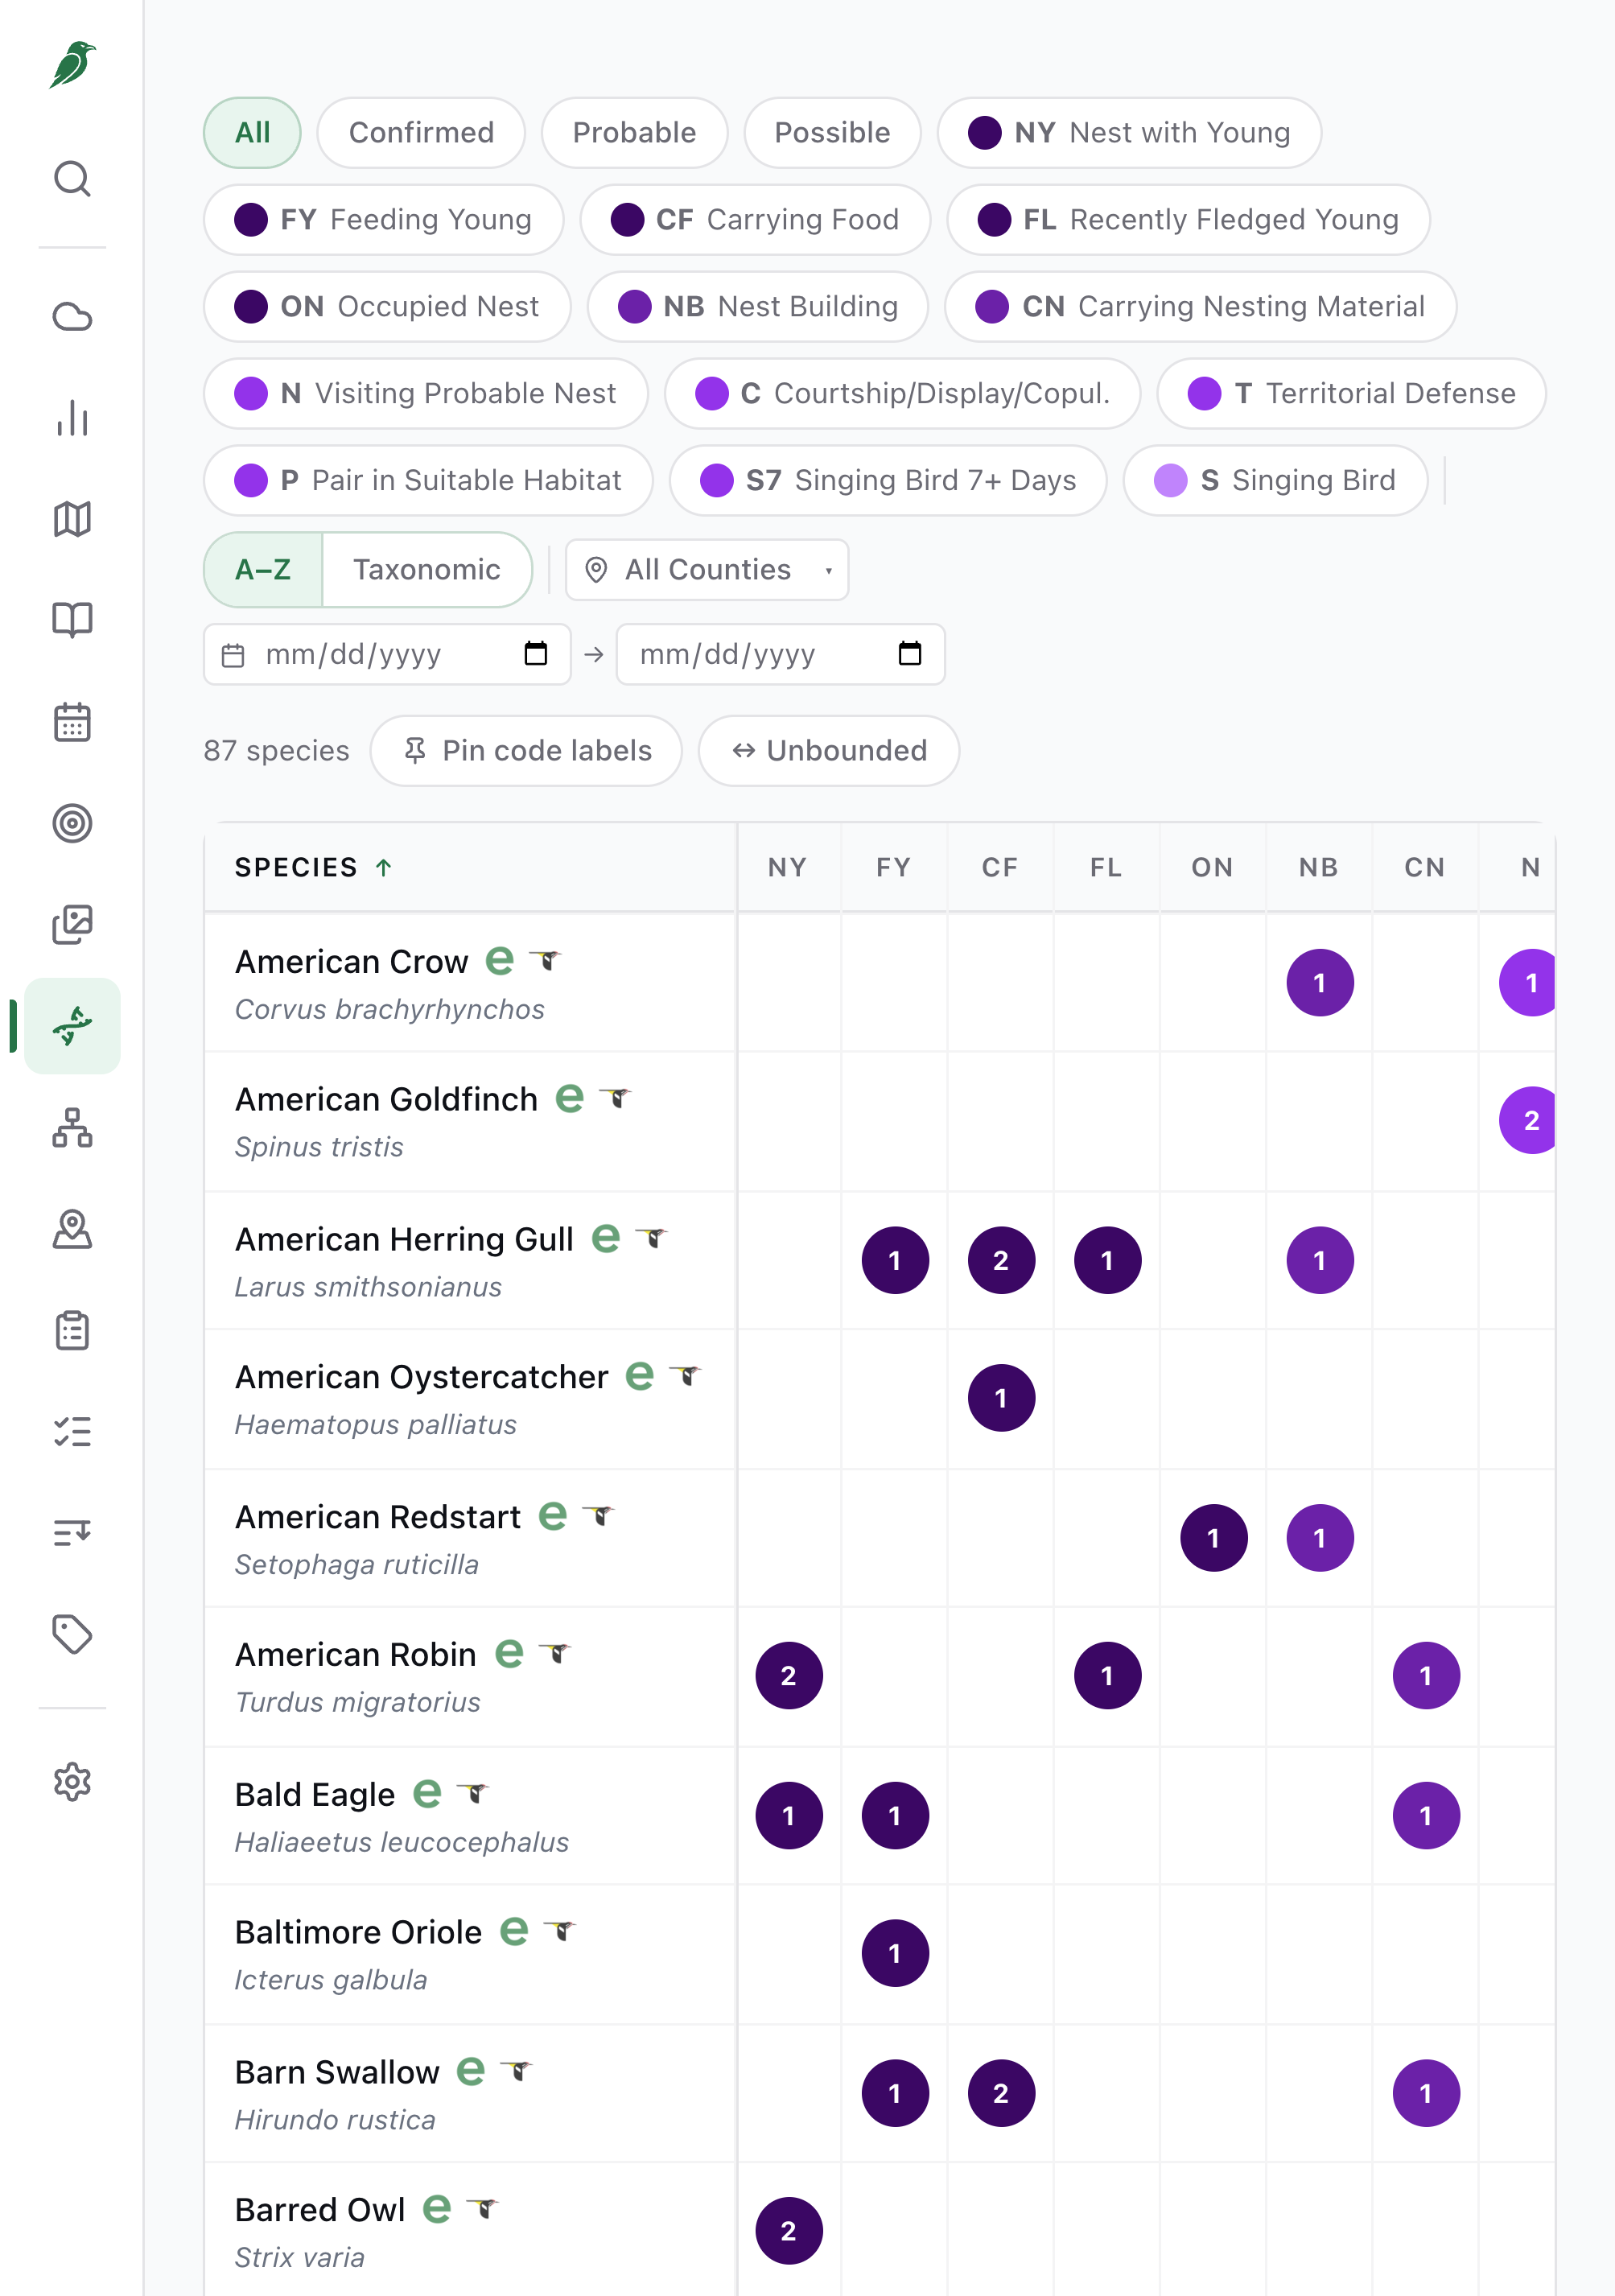 All Confirmed Probable Possible NY Nest with Young
FY Feeding Young CF Carrying Food FL Recently Fledged Young
ON Occupied Nest NB Nest Building CN Carrying Nesting Material
N Visiting Probable Nest C Courtship/Display/Copul. T Territorial Defense
P Pair in Suitable Habitat S7 Singing Bird 7+ Days S Singing Bird
A–Z Taxonomic All Counties
mm/dd/yyyy → mm/dd/yyyy
87 species Pin code labels ↔ Unbounded
SPECIES ↑ NY FY CF FL ON NB CN N
American Crow e 1 1
Corvus brachyrhynchos
American Goldfinch e 2
Spinus tristis
American Herring Gull e 1 2 1 1
Larus smithsonianus
American Oystercatcher e 1
Haematopus palliatus
American Redstart e 1 1
Setophaga ruticilla
American Robin e 2 1 1
Turdus migratorius
Bald Eagle e 1 1 1
Haliaeetus leucocephalus
Baltimore Oriole e 1
Icterus galbula
Barn Swallow e 1 2 1
Hirundo rustica
Barred Owl e 2
Strix varia